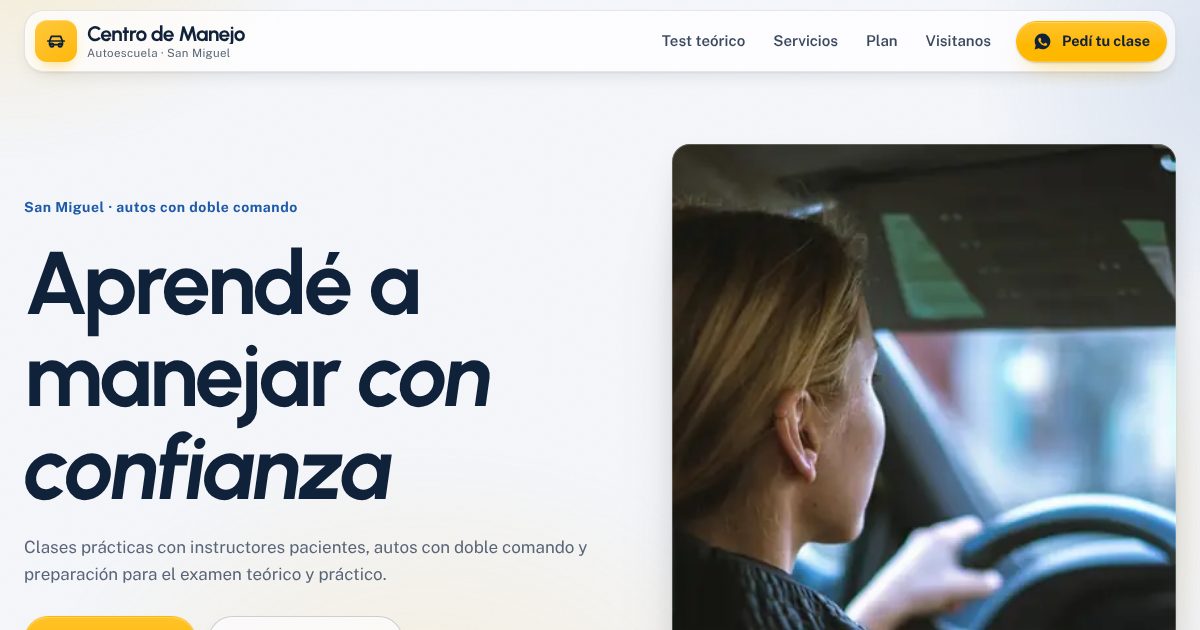 Centro de Manejo
Autoescuela · San Miguel
Test teórico
Servicios
Plan
Visitanos
Pedí tu clase
San Miguel · autos con doble comando
Aprendé a
manejar con
confianza
Clases prácticas con instructores pacientes, autos con doble comando y
preparación para el examen teórico y práctico.